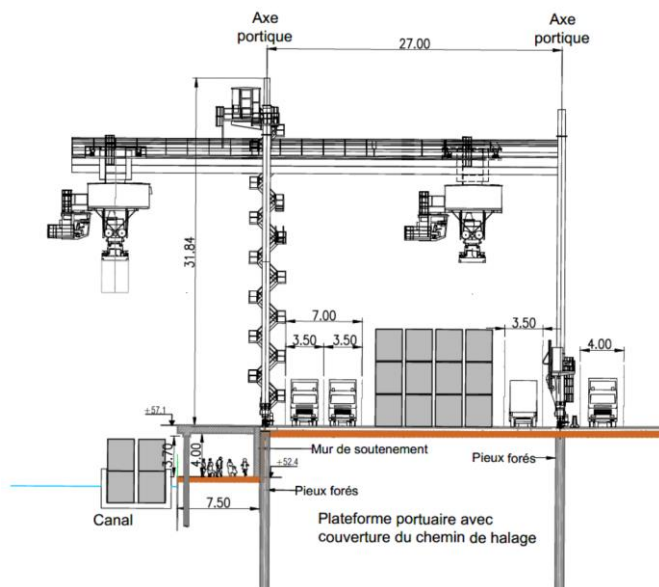 Axe
portique
Axe
portique
27.00
31.84
7.00
3.50
3.50
3.50
4.00
+57.1
3.70
4.00
Mur de soutenement
+52.4
Pieux forés
7.50
Pieux forés
Canal
Plateforme portuaire avec
couverture du chemin de halage